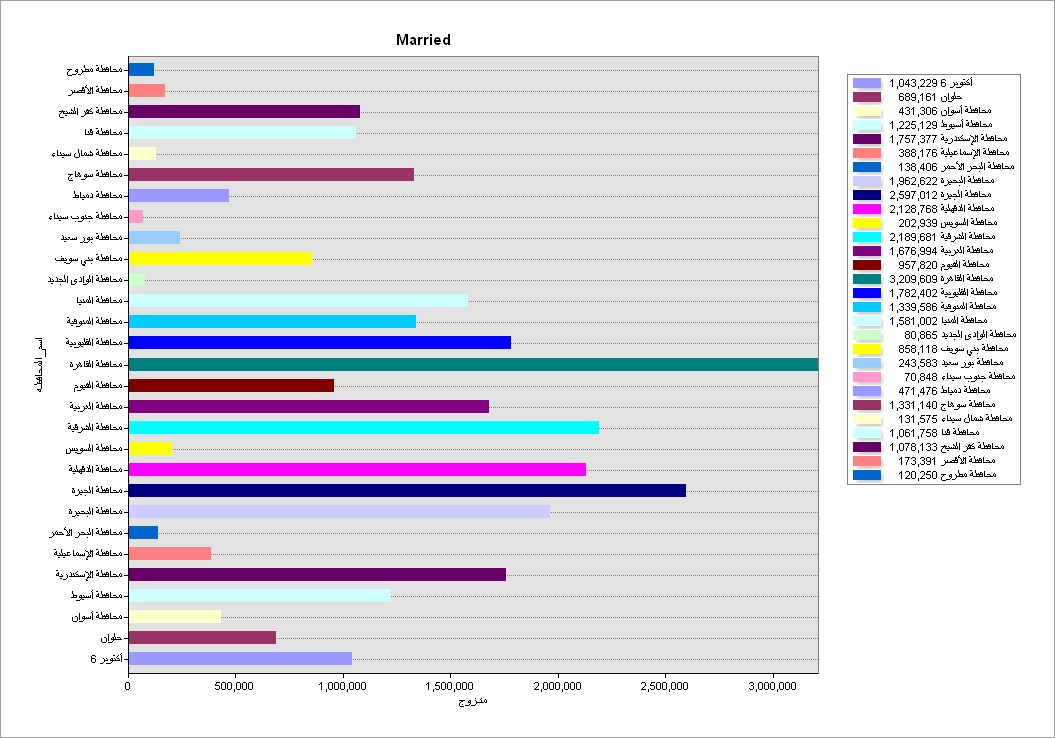 Married
محافظة مطروح
محافظة الأقصر
محافظة كفر الشيخ
محافظة قنا
محافظة شمال سيناء
محافظة سوهاج
محافظة دمياط
محافظة جنوب سيناء
محافظة بور سعيد
محافظة بني سويف
محافظة الوادى الجديد
محافظة المنيا
محافظة المنوفية
محافظة القليوبية
محافظة القاهرة
محافظة الفيوم
محافظة الغربية
محافظة الشرقية
محافظة السويس
محافظة الدقهلية
محافظة الجيزة
محافظة البحيرة
محافظة البحر الأحمر
محافظة الإسماعيلية
محافظة الإسكندرية
محافظة أسيوط
محافظة أسوان
حلوان
6 أكتوبر
اسم_المحافظه
0 500,000 1,000,000 1,500,000 2,000,000 2,500,000 3,000,000
متزوج
1,043,229 6 أكتوبر
689,161 حلوان
431,306 محافظة أسوان
1,225,129 محافظة أسيوط
1,757,377 محافظة الإسكندرية
388,176 محافظة الإسماعيلية
138,406 محافظة البحر الأحمر
1,962,622 محافظة البحيرة
2,597,012 محافظة الجيزة
2,128,768 محافظة الدقهلية
202,939 محافظة السويس
2,189,681 محافظة الشرقية
1,676,994 محافظة الغربية
957,820 محافظة الفيوم
3,209,609 محافظة القاهرة
1,782,402 محافظة القليوبية
1,339,586 محافظة المنوفية
1,581,002 محافظة المنيا
80,865 محافظة الوادى الجديد
858,118 محافظة بني سويف
243,583 محافظة بور سعيد
70,848 محافظة جنوب سيناء
471,476 محافظة دمياط
1,331,140 محافظة سوهاج
131,575 محافظة شمال سيناء
1,061,758 محافظة قنا
1,078,133 محافظة كفر الشيخ
173,391 محافظة الأقصر
120,250 محافظة مطروح